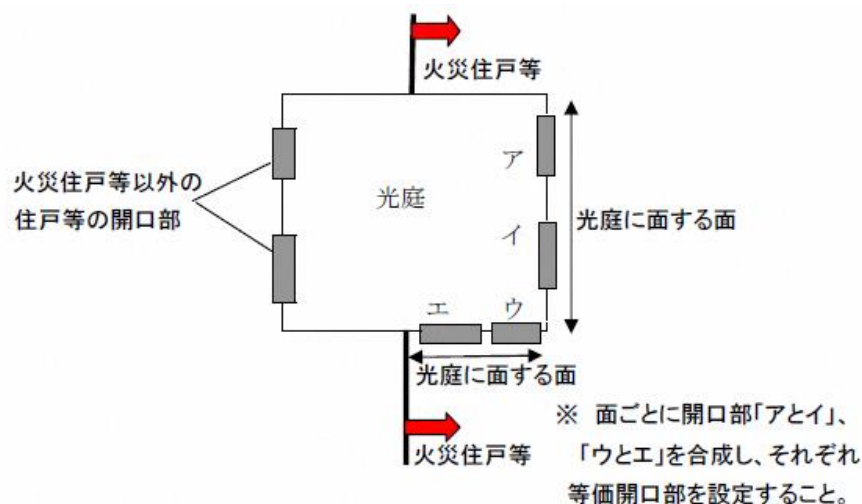 火災住戸等
ア
火災住戸等以外の
住戸等の開口部
光庭
イ
光庭に面する面
エ
ウ
光庭に面する面
※ 面ごとに開口部「アとイ」、
「ウとエ」を合成し、それぞれ
等価開口部を設定すること。
火災住戸等